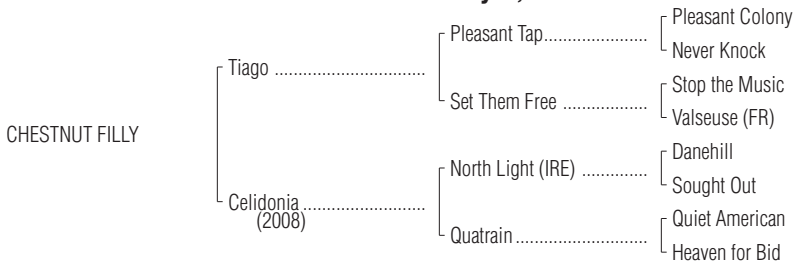 Pleasant Colony
Pleasant Tap......................
Never Knock
Tiago ................................
Stop the Music
Set Them Free ..................
Valseuse (FR)
CHESTNUT FILLY
Danehill
North Light (IRE) ..............
Sought Out
Celidonia ..........................
(2008)
Quiet American
Quatrain ............................
Heaven for Bid